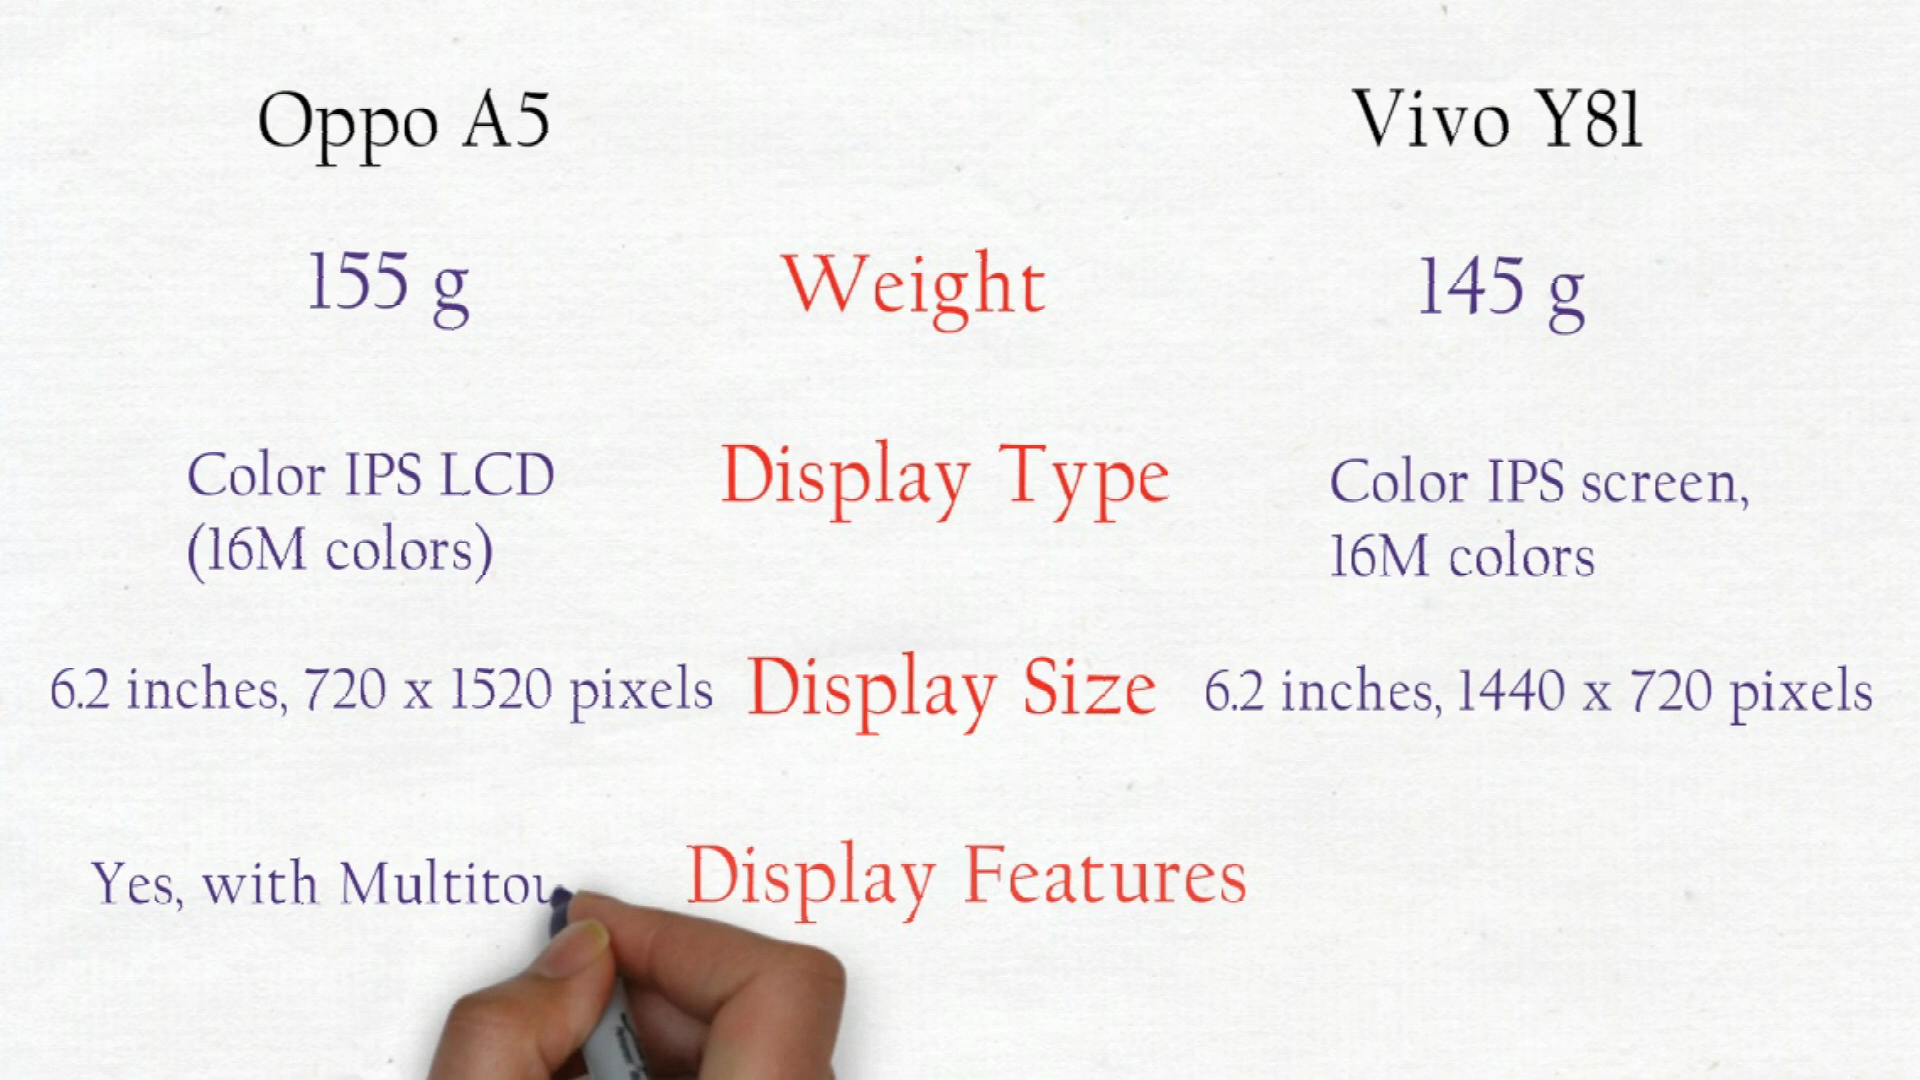 Oppo A5
Vivo Y81
155 g
Weight
145 g
Color IPS LCD
(16M colors)
Display Type
Color IPS screen,
16M colors
6.2 inches, 720 x 1520 pixels
Display Size
6.2 inches, 1440 x 720 pixels
Yes, with Multitou
Display Features